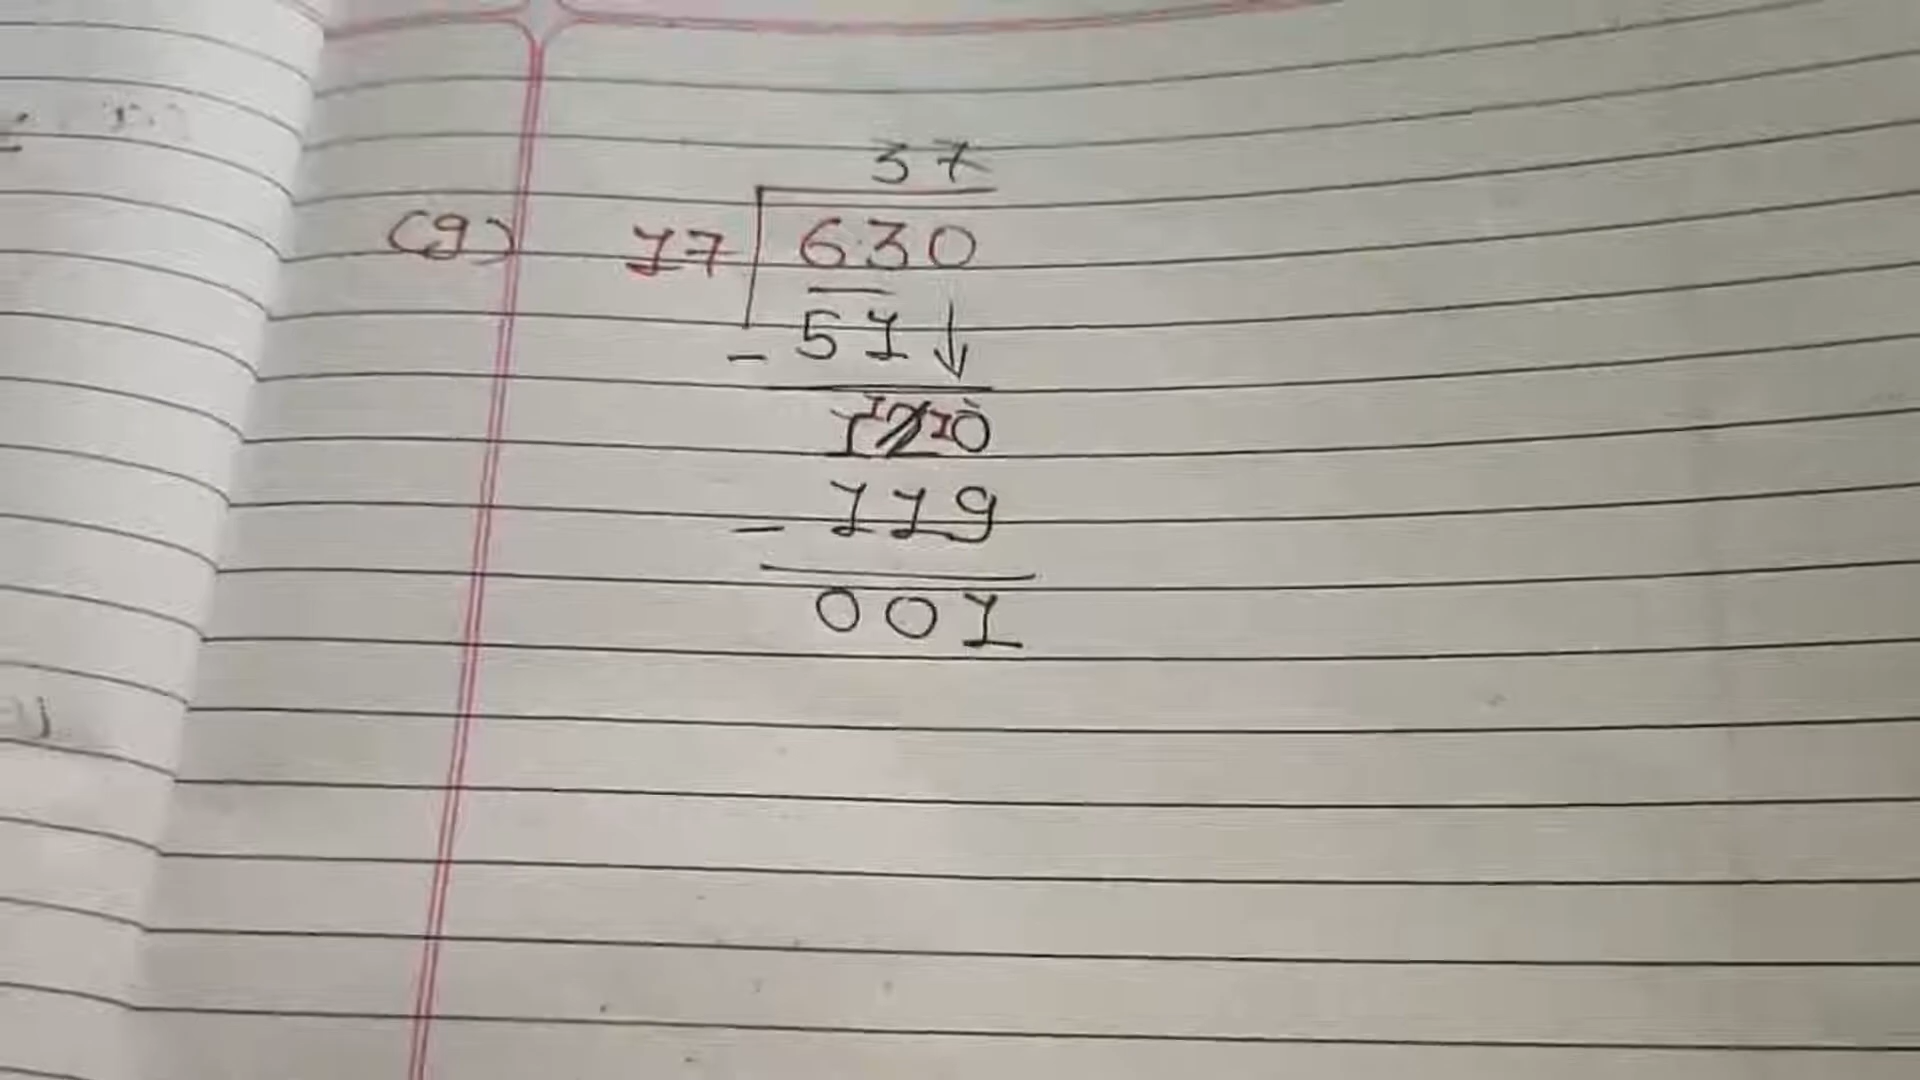 37
(9) 17 630
- 51 ↓
120
- 119
001